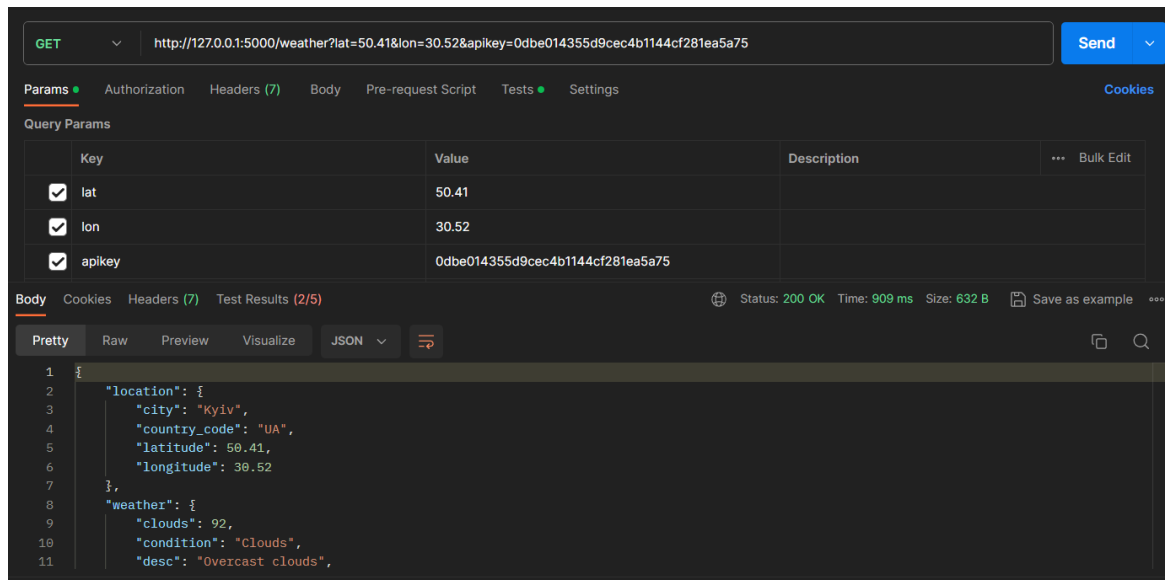 GET http://127.0.0.1:5000/weather?lat=50.41&lon=30.52&apikey=0dbe014355d9cec4b1144cf281ea5a75 Send
Params Authorization Headers (7) Body Pre-request Script Tests Settings Cookies
Query Params
Key Value Description Bulk Edit
lat 50.41
lon 30.52
apikey 0dbe014355d9cec4b1144cf281ea5a75
Body Cookies Headers (7) Test Results (2/5) Status: 200 OK Time: 909 ms Size: 632 B Save as example
Pretty Raw Preview Visualize JSON
1 {
2 "location": {
3 "city": "Kyiv",
4 "country_code": "UA",
5 "latitude": 50.41,
6 "longitude": 30.52
7 },
8 "weather": {
9 "clouds": 92,
10 "condition": "Clouds",
11 "desc": "Overcast clouds",